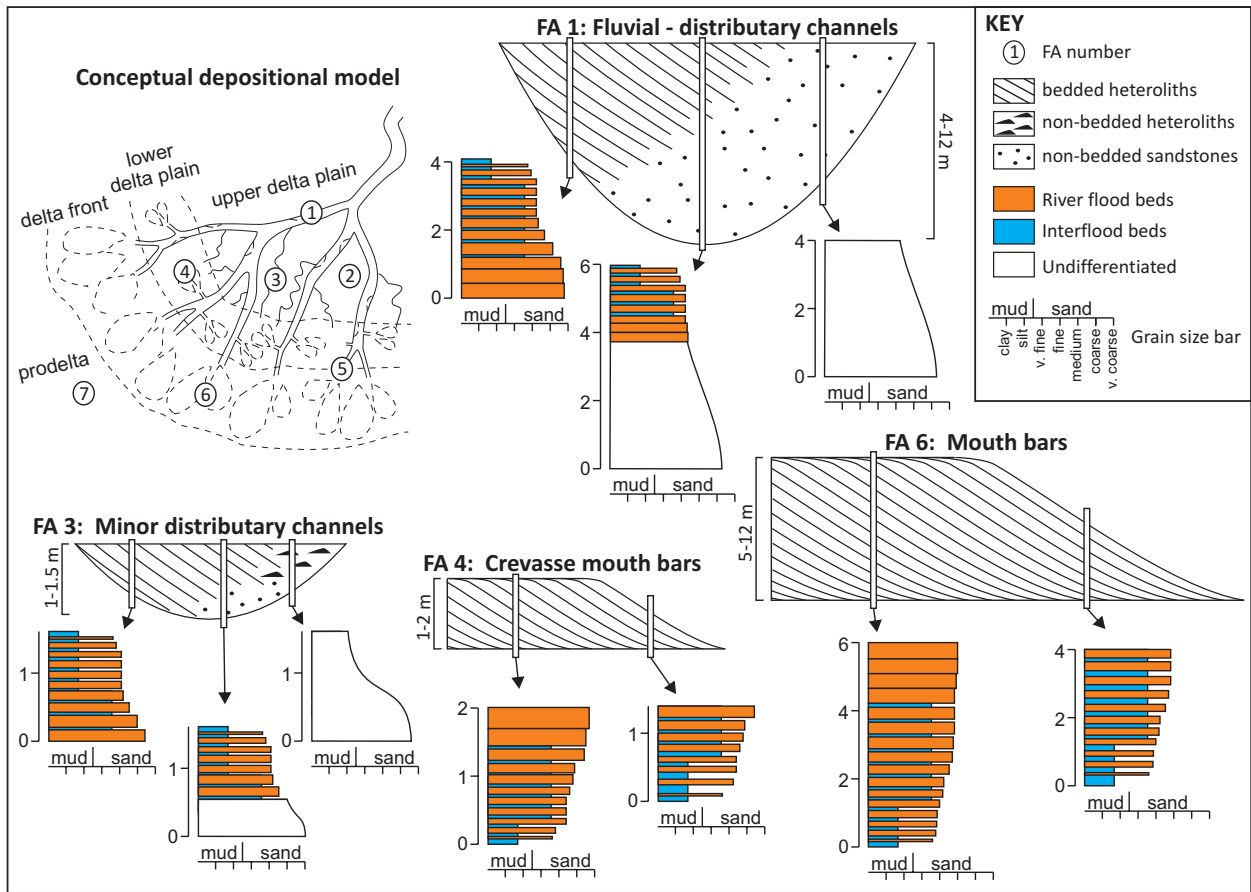 FA 1: Fluvial - distributary channels
Conceptual depositional model
lower
delta plain
upper delta plain
delta front
prodelta
1
2
3
4
5
6
7
4-12 m
4
2
0
mud
sand
6
4
2
0
mud
sand
4
2
0
mud
sand
KEY
1 FA number
bedded heteroliths
non-bedded heteroliths
non-bedded sandstones
River flood beds
Interflood beds
Undifferentiated
mud
sand
clay
silt
v. fine
fine
medium
coarse
v. coarse
Grain size bar
FA 3: Minor distributary channels
1-1.5 m
1
0
mud
sand
1
0
mud
sand
1
0
mud
sand
FA 4: Crevasse mouth bars
1-2 m
2
1
0
mud
sand
1
0
mud
sand
FA 6: Mouth bars
5-12 m
6
4
2
0
mud
sand
4
2
0
mud
sand